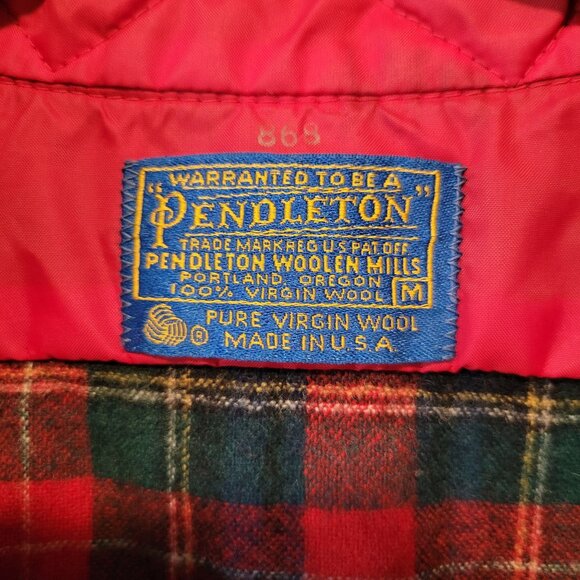 868
WARRANTED TO BE A
"PENDLETON"
TRADE MARK REG U S PAT OFF
PENDLETON WOOLEN MILLS
PORTLAND, OREGON
100% VIRGIN WOOL M
® PURE VIRGIN WOOL
MADE IN U.S.A.